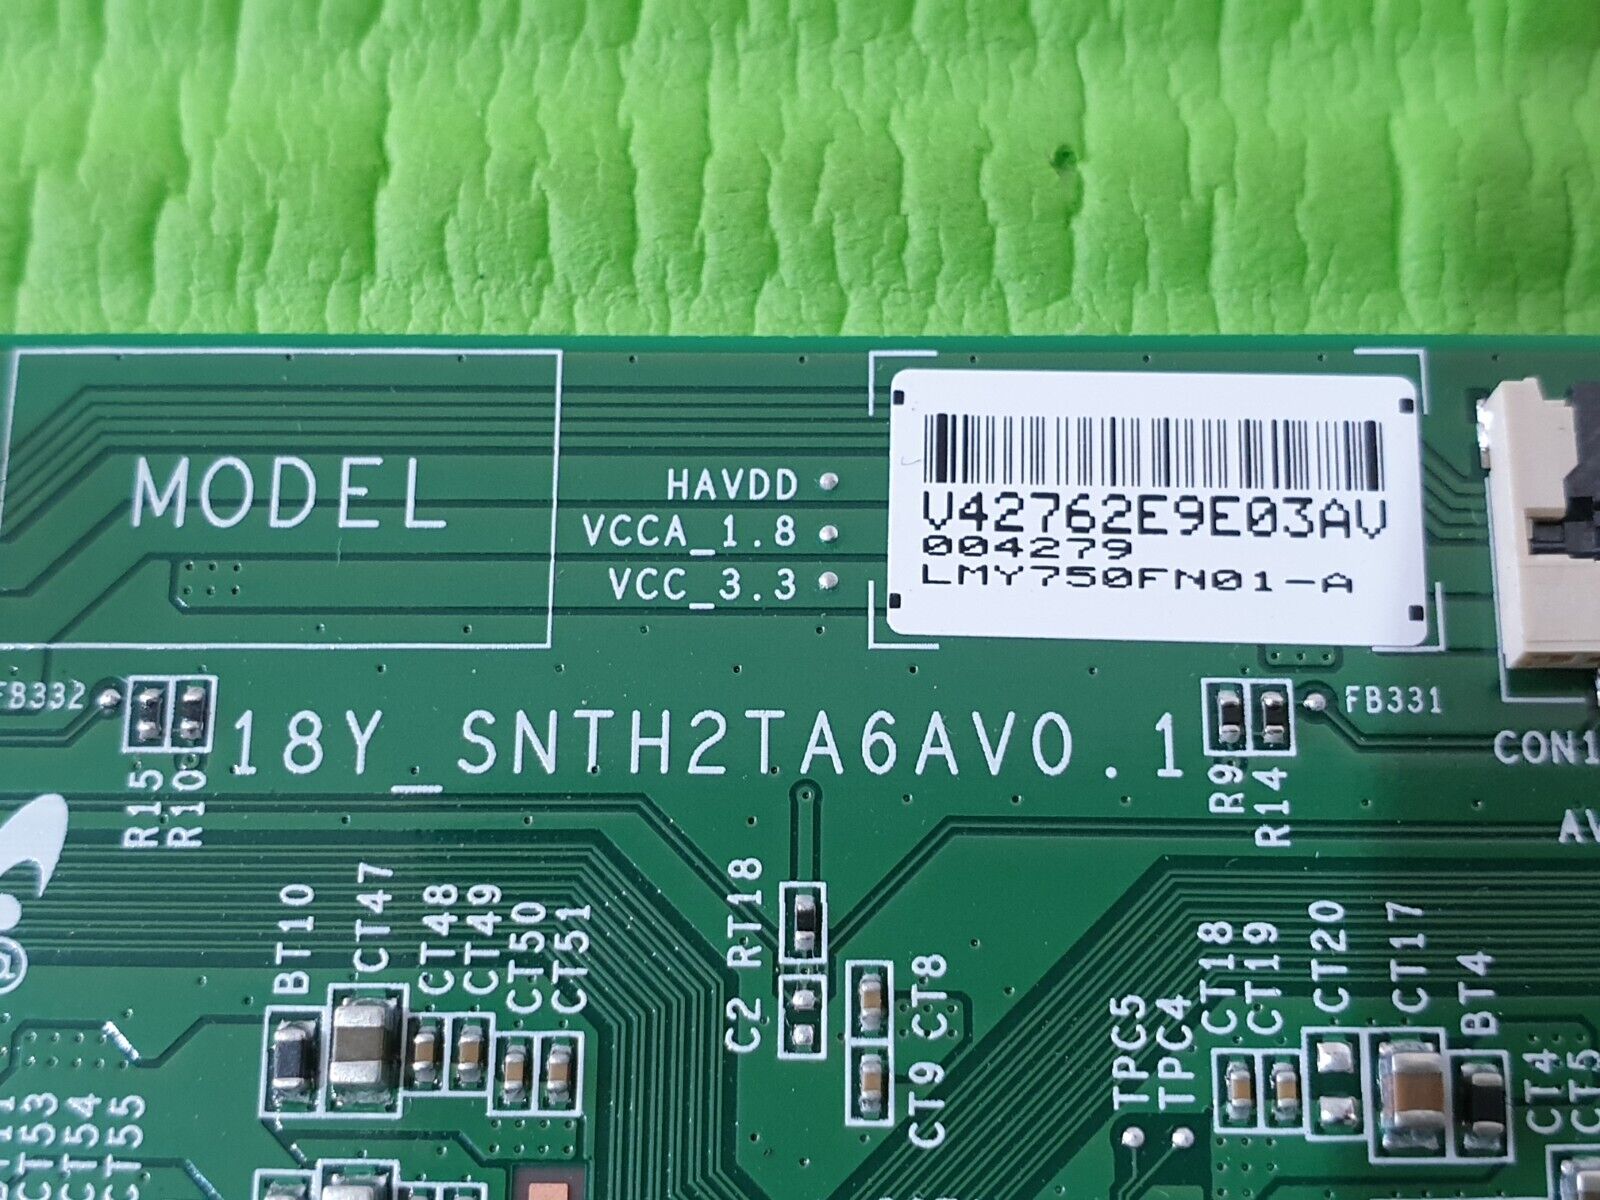 MODEL
HAVDD
VCCA_1.8
VCC_3.3
V42762E9E03AV
004279
LMY750FN01-A
FB332
R15
R10
18Y_SNTH2TA6AV0.1
R9
R14
FB331
CON1
AV
BT10
CT47
CT48
CT49
CT50
CT51
C2 RT18
CT9 CT8
TPC5
TPC4
CT18
CT19
CT20
CT17
BT4
CT4
CT5
CT53
CT54
CT55